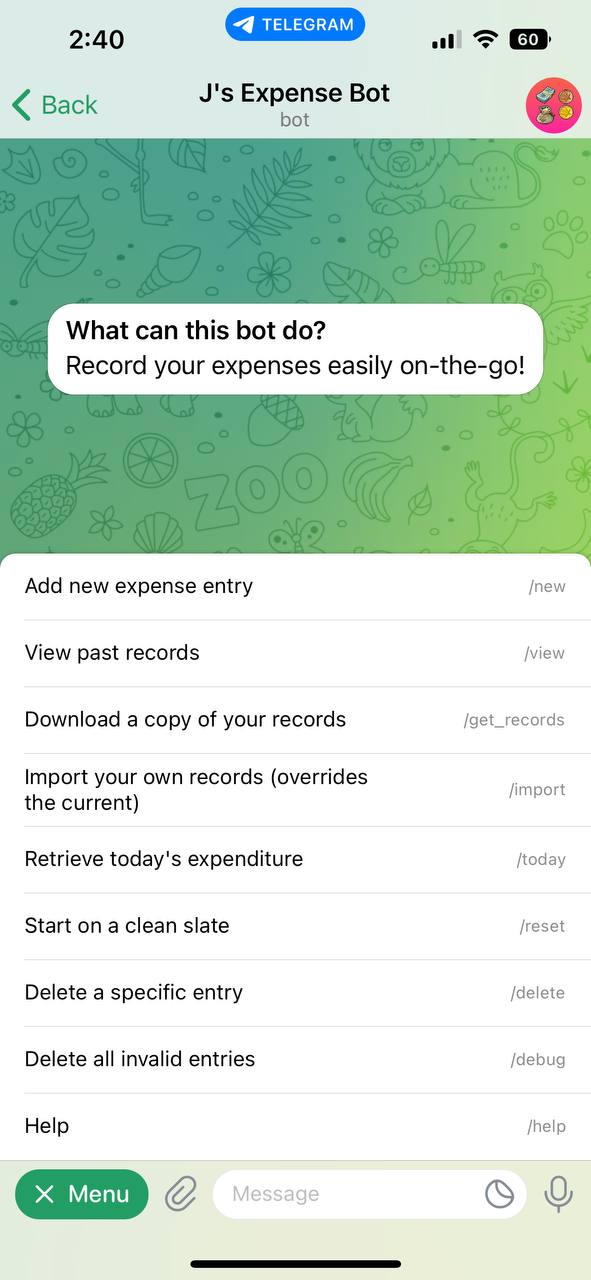 2:40
TELEGRAM
60
Back
J's Expense Bot
bot
What can this bot do?
Record your expenses easily on-the-go!
ZOO
Add new expense entry /new
View past records /view
Download a copy of your records /get_records
Import your own records (overrides
the current) /import
Retrieve today's expenditure /today
Start on a clean slate /reset
Delete a specific entry /delete
Delete all invalid entries /debug
Help /help
Menu
Message